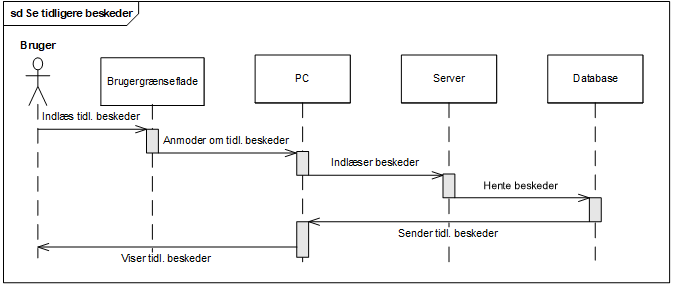 sd Se tidligere beskeder
Bruger
Brugergrænseflade
PC
Server
Database
Indlæs tidl. beskeder
Anmoder om tidl. beskeder
Indlæser beskeder
Hente beskeder
Sender tidl. beskeder
Viser tidl. beskeder